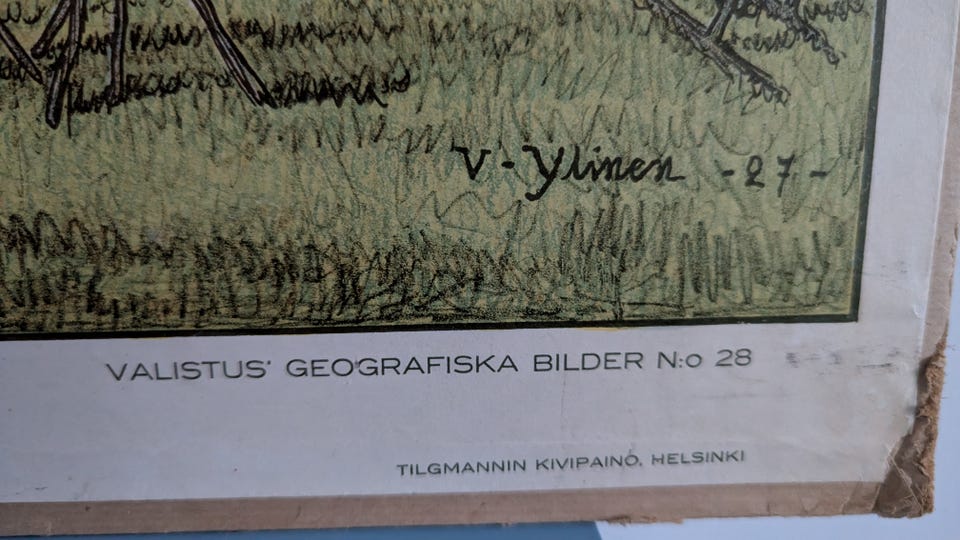 V-Ylinen -27-
VALISTUS' GEOGRAFISKA BILDER N:o 28
TILGMANNIN KIVIPAINO, HELSINKI